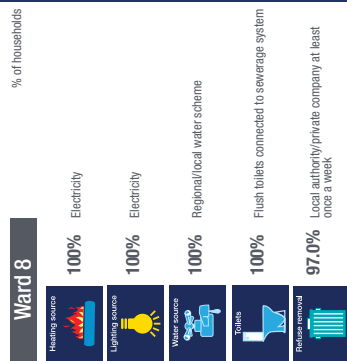 Ward 8
% of households
Heating source
100% Electricity
Lighting source
100% Electricity
Water source
100% Regional/local water scheme
Toilets
100% Flush toilets connected to sewerage system
Refuse removal
97.0% Local authority/private company at least
once a week